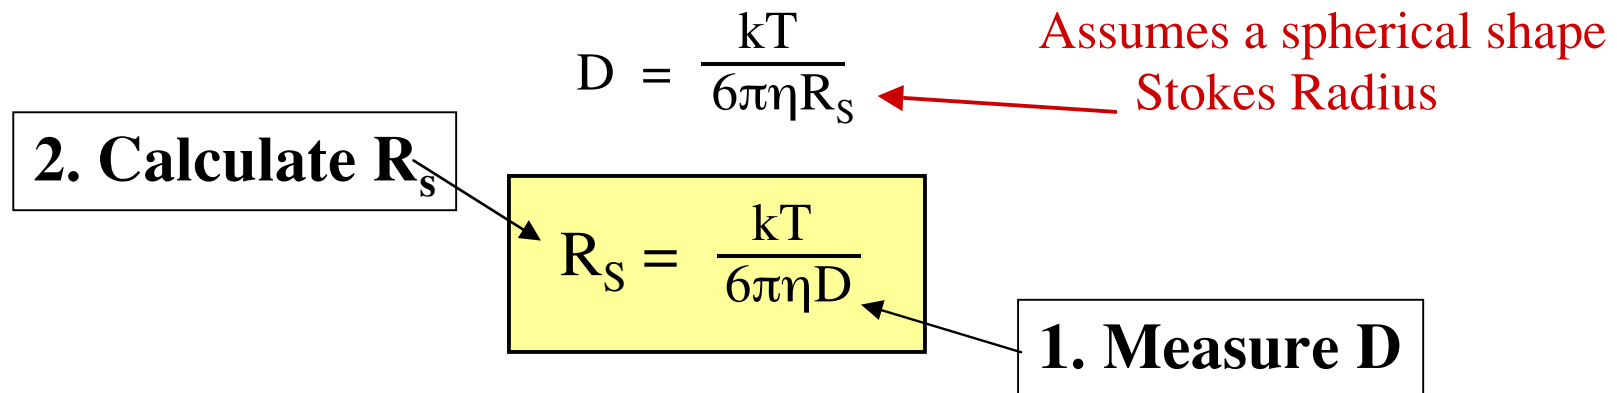 D = kT / 6πηR_S
Assumes a spherical shape
Stokes Radius
2. Calculate R_s
R_S = kT / 6πηD
1. Measure D